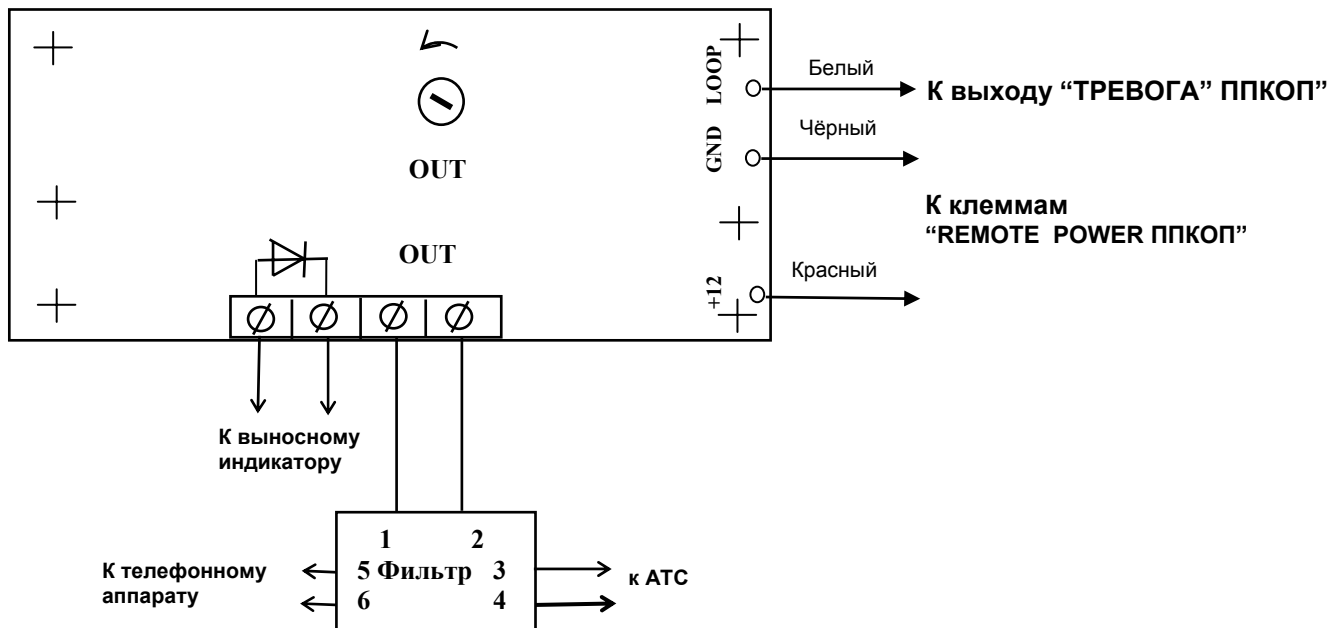 LOOP
Белый
К выходу “ТРЕВОГА” ППКОП”
GND
Чёрный
OUT
К клеммам
“REMOTE POWER ППКОП”
OUT
+12
Красный
К выносному
индикатору
1 2
К телефонному
аппарату
5 Фильтр 3
6 4
к АТС